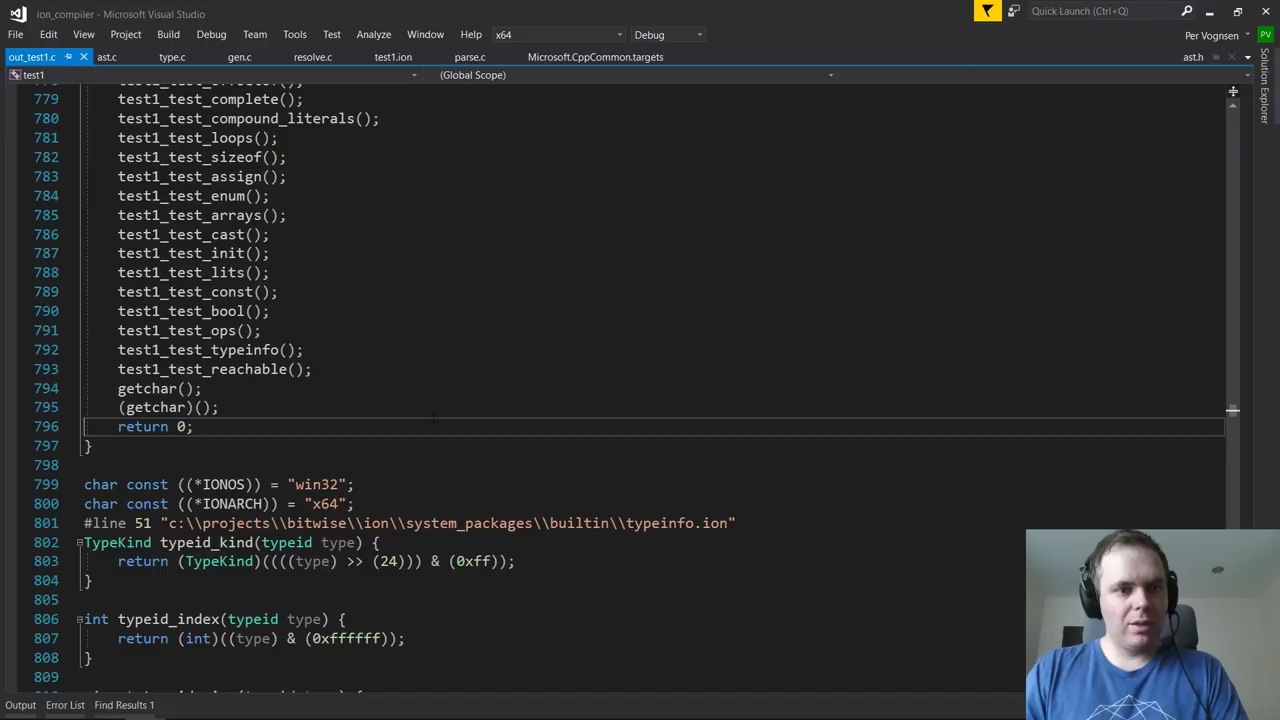 ion_compiler - Microsoft Visual Studio
Quick Launch (Ctrl+Q)
File Edit View Project Build Debug Team Tools Test Analyze Window Help x64 Debug Per Vognsen PV
out_test1.c ast.c type.c gen.c resolve.c test1.ion parse.c Microsoft.CppCommon.targets ast.h
test1 (Global Scope)
Solution Explorer
779 test1_test_complete();
780 test1_test_compound_literals();
781 test1_test_loops();
782 test1_test_sizeof();
783 test1_test_assign();
784 test1_test_enum();
785 test1_test_arrays();
786 test1_test_cast();
787 test1_test_init();
788 test1_test_lits();
789 test1_test_const();
790 test1_test_bool();
791 test1_test_ops();
792 test1_test_typeinfo();
793 test1_test_reachable();
794 getchar();
795 (getchar)();
796 return 0;
797 }
798
799 char const ((*IONOS)) = "win32";
800 char const ((*IONARCH)) = "x64";
801 #line 51 "c:\\projects\\bitwise\\ion\\system_packages\\builtin\\typeinfo.ion"
802 TypeKind typeid_kind(typeid type) {
803 return (TypeKind)((((type) >> (24))) & (0xff));
804 }
805
806 int typeid_index(typeid type) {
807 return (int)((type) & (0xffffff));
808 }
809
Output Error List Find Results 1